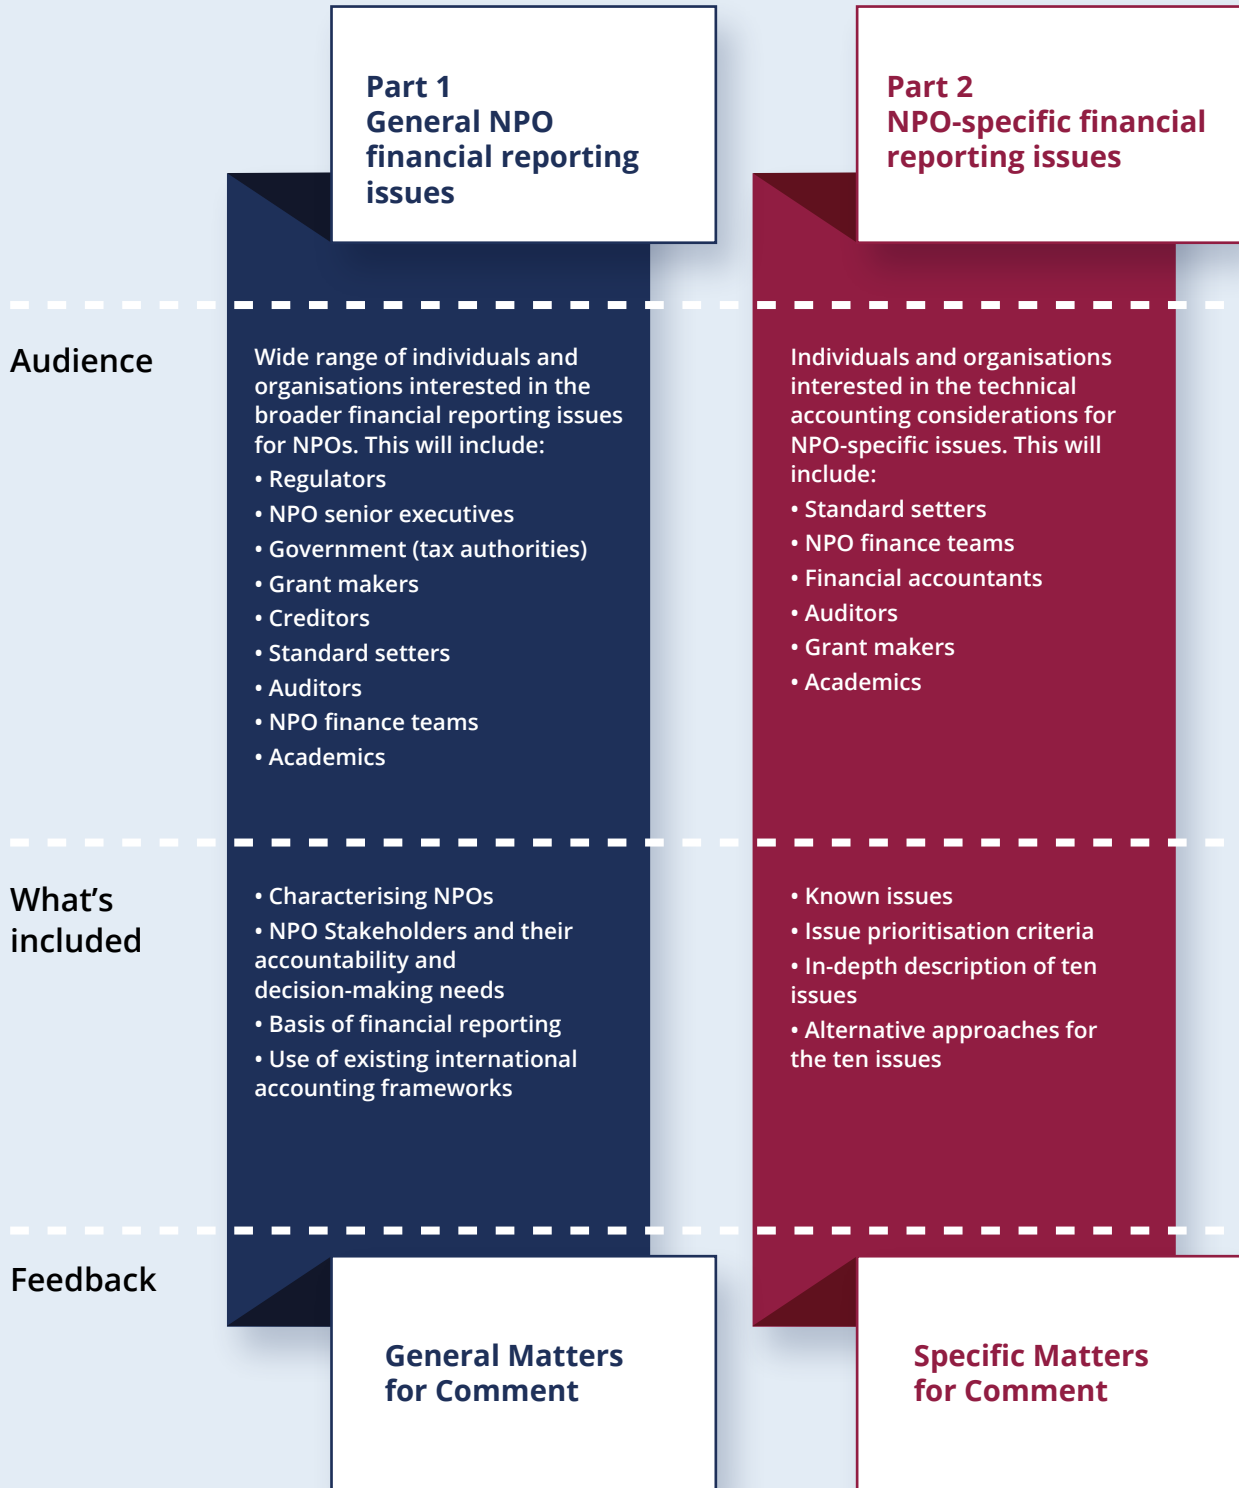 Part 1
General NPO
financial reporting
issues
Part 2
NPO-specific financial
reporting issues
Audience
Wide range of individuals and
organisations interested in the
broader financial reporting issues
for NPOs. This will include:
• Regulators
• NPO senior executives
• Government (tax authorities)
• Grant makers
• Creditors
• Standard setters
• Auditors
• NPO finance teams
• Academics
Individuals and organisations
interested in the technical
accounting considerations for
NPO-specific issues. This will
include:
• Standard setters
• NPO finance teams
• Financial accountants
• Auditors
• Grant makers
• Academics
What’s
included
• Characterising NPOs
• NPO Stakeholders and their
accountability and
decision-making needs
• Basis of financial reporting
• Use of existing international
accounting frameworks
• Known issues
• Issue prioritisation criteria
• In-depth description of ten
issues
• Alternative approaches for
the ten issues
Feedback
General Matters
for Comment
Specific Matters
for Comment